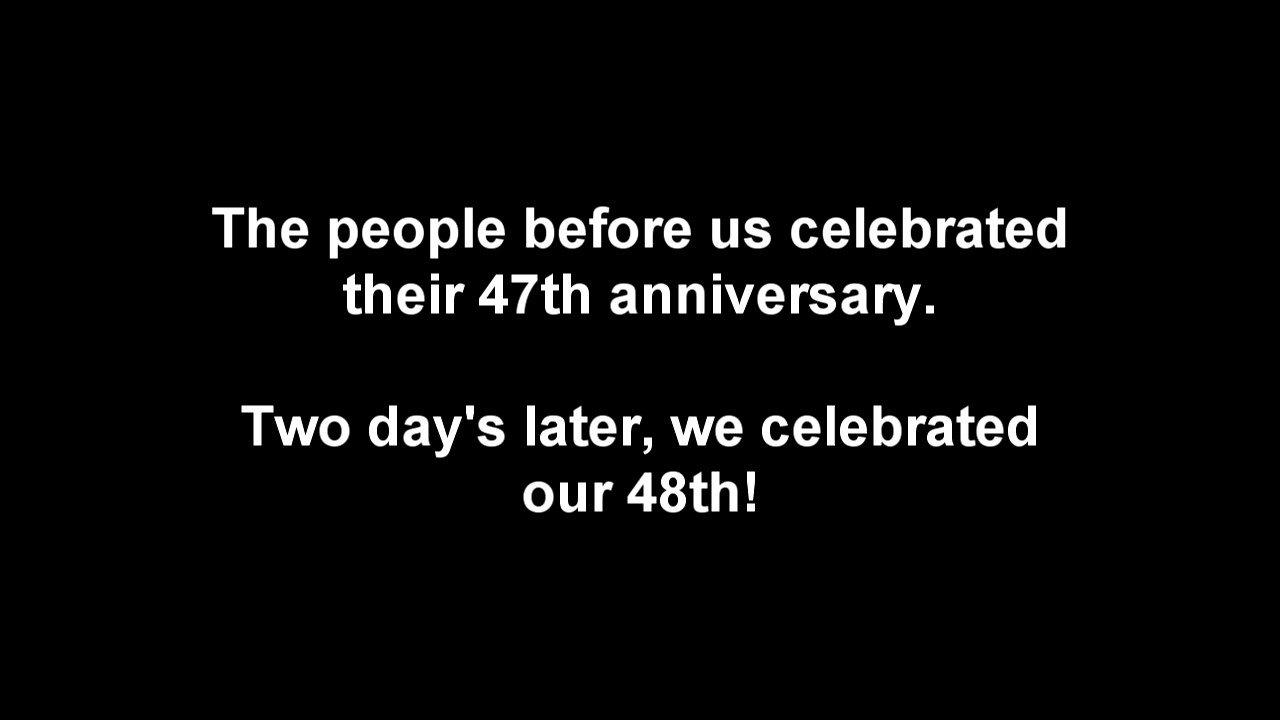 The people before us celebrated
their 47th anniversary.
Two day's later, we celebrated
our 48th!